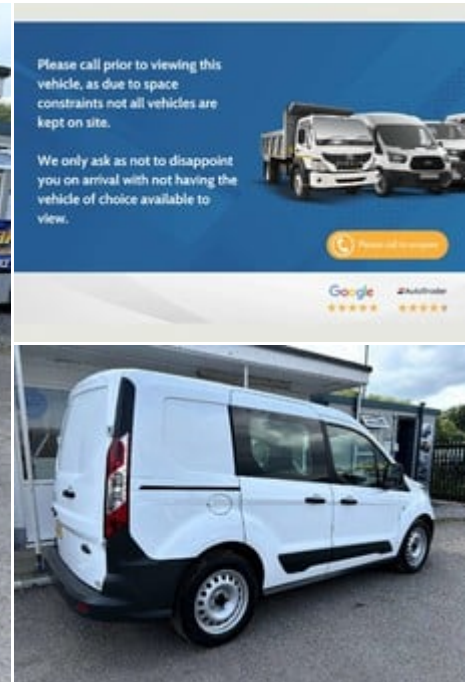 Please call prior to viewing this
vehicle, as due to space
constraints not all vehicles are
kept on site.
We only ask as not to disappoint
you on arrival with not having the
vehicle of choice available to
view.
Please call to enquire
Google
AutoTrader